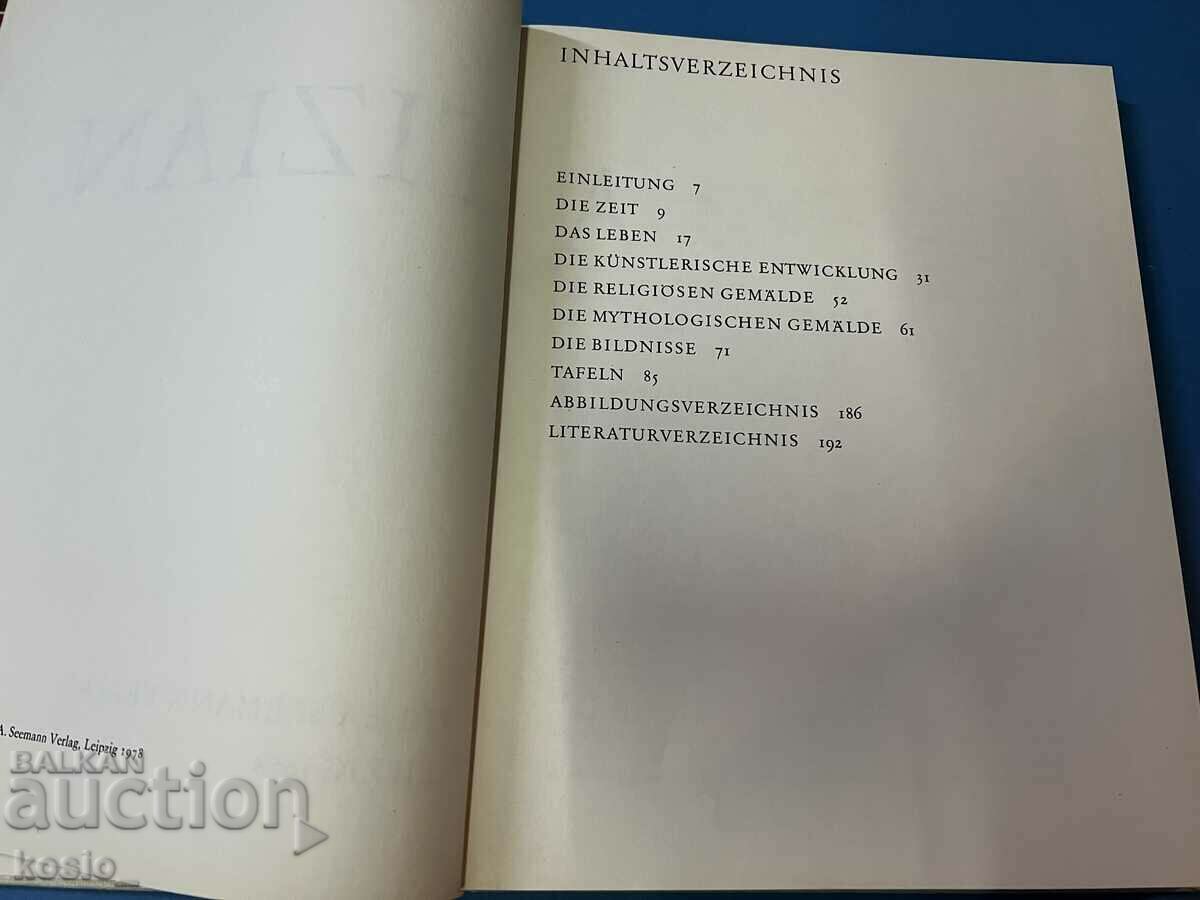 INHALTSVERZEICHNIS
EINLEITUNG 7
DIE ZEIT 9
DAS LEBEN 17
DIE KÜNSTLERISCHE ENTWICKLUNG 31
DIE RELIGIÖSEN GEMÄLDE 52
DIE MYTHOLOGISCHEN GEMÄLDE 61
DIE BILDNISSE 71
TAFELN 85
ABBILDUNGSVERZEICHNIS 186
LITERATURVERZEICHNIS 192
A. Seemann Verlag, Leipzig 1978
BALKAN
auction
kosio